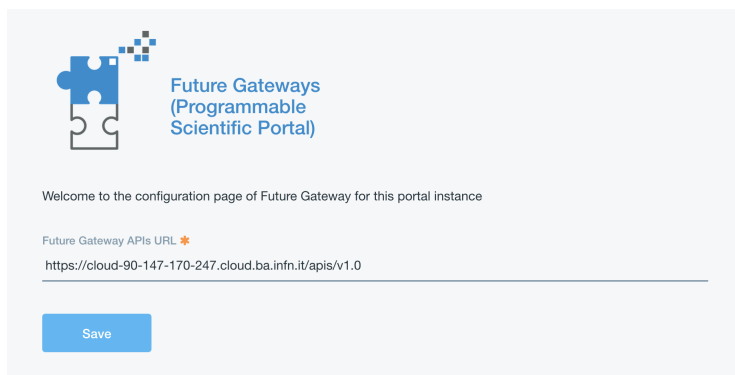 Future Gateways
(Programmable
Scientific Portal)
Welcome to the configuration page of Future Gateway for this portal instance
Future Gateway APIs URL ✱
https://cloud-90-147-170-247.cloud.ba.infn.it/apis/v1.0
Save